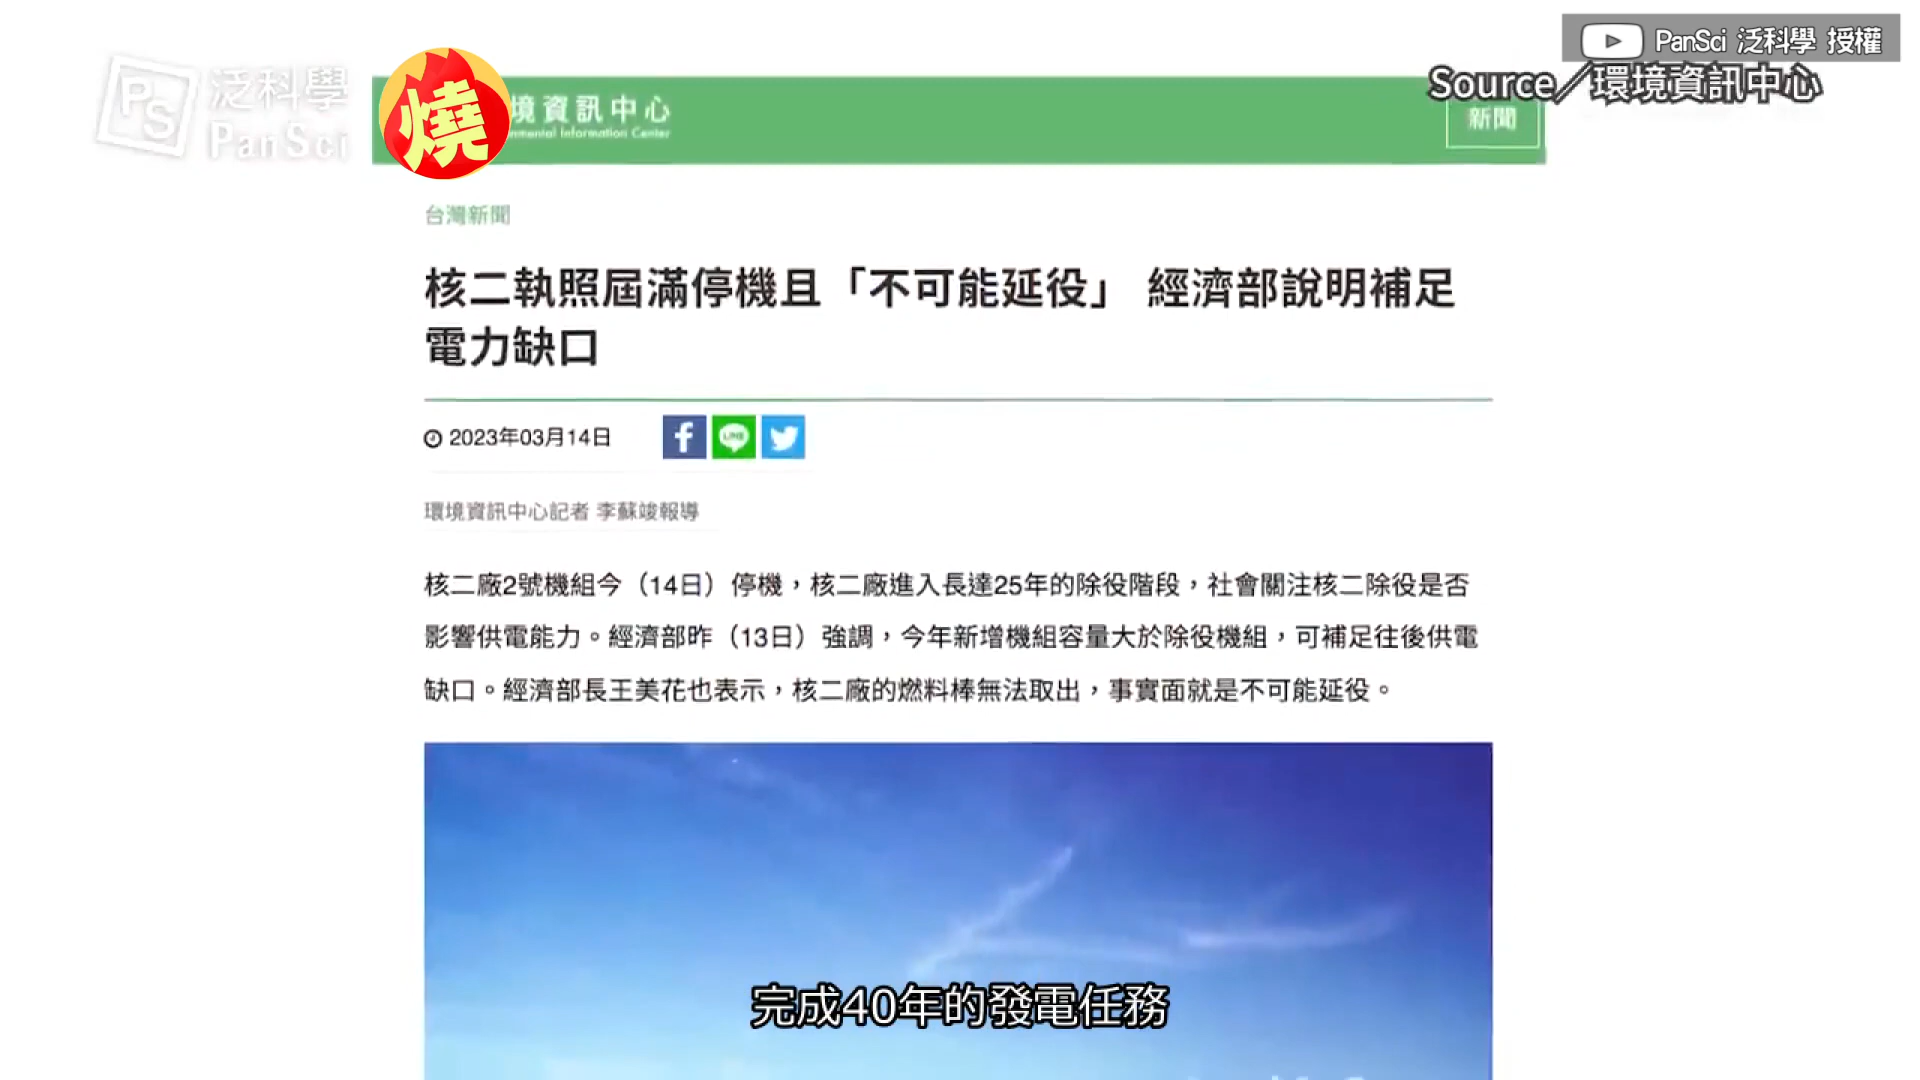 PanSci 泛科學 授權
Source／環境資訊中心
PS
泛科學
PanSci
燒
境資訊中心
nmental Information Center
新聞
台灣新聞
核二執照屆滿停機且「不可能延役」 經濟部說明補足
電力缺口
2023年03月14日
LINE
環境資訊中心記者 李蘇竣報導
核二廠2號機組今（14日）停機，核二廠進入長達25年的除役階段，社會關注核二除役是否
影響供電能力。經濟部昨（13日）強調，今年新增機組容量大於除役機組，可補足往後供電
缺口。經濟部長王美花也表示，核二廠的燃料棒無法取出，事實面就是不可能延役。
完成40年的發電任務